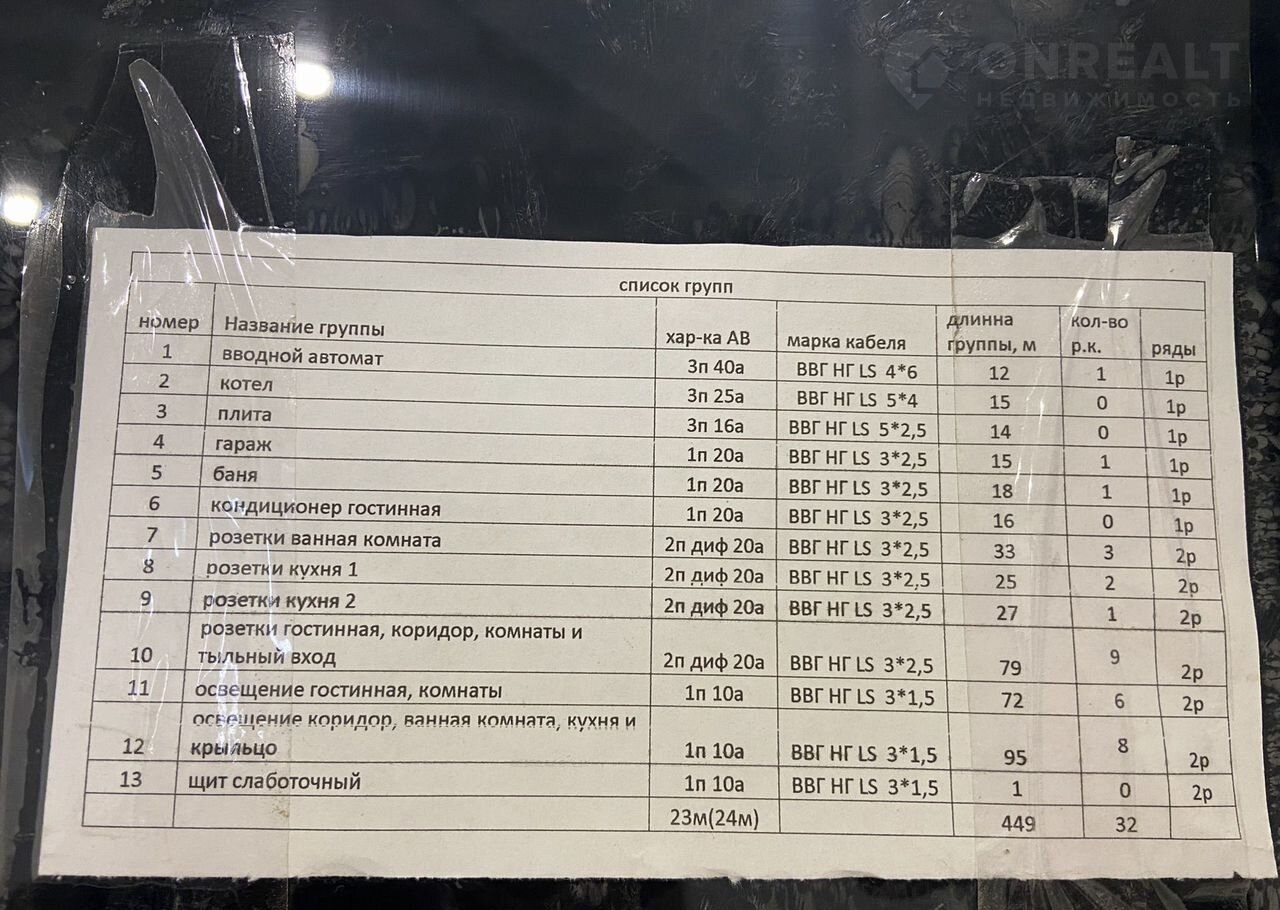 ONREALT
НЕДВИЖИМОСТЬ
список групп
номер Название группы хар-ка АВ марка кабеля длинна группы, м кол-во р.к. ряды
1 вводной автомат 3п 40а ВВГ НГ LS 4*6 12 1 1р
2 котел 3п 25а ВВГ НГ LS 5*4 15 0 1р
3 плита 3п 16а ВВГ НГ LS 5*2,5 14 0 1р
4 гараж 1п 20а ВВГ НГ LS 3*2,5 15 1 1р
5 баня 1п 20а ВВГ НГ LS 3*2,5 18 1 1р
6 кондиционер гостинная 1п 20а ВВГ НГ LS 3*2,5 16 0 1р
7 розетки ванная комната 2п диф 20а ВВГ НГ LS 3*2,5 33 3 2р
8 розетки кухня 1 2п диф 20а ВВГ НГ LS 3*2,5 25 2 2р
9 розетки кухня 2 2п диф 20а ВВГ НГ LS 3*2,5 27 1 2р
розетки гостинная, коридор, комнаты и
10 тыльный вход 2п диф 20а ВВГ НГ LS 3*2,5 79 9 2р
11 освещение гостинная, комнаты 1п 10а ВВГ НГ LS 3*1,5 72 6 2р
освещение коридор, ванная комната, кухня и
12 крыльцо 1п 10а ВВГ НГ LS 3*1,5 95 8 2р
13 щит слаботочный 1п 10а ВВГ НГ LS 3*1,5 1 0 2р
23м(24м) 449 32